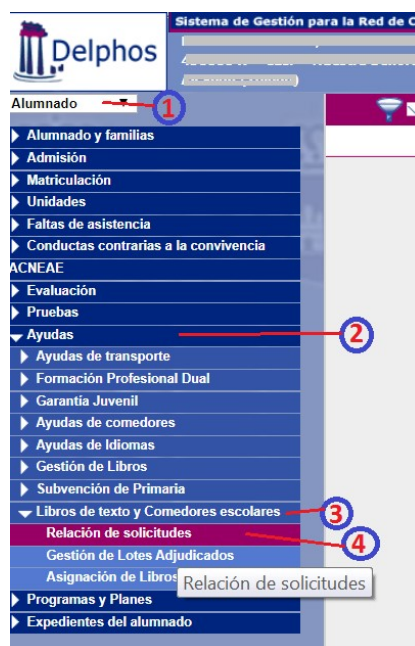 Sistema de Gestión para la Red de C
Delphos
Alumnado
1
Alumnado y familias
Admisión
Matriculación
Unidades
Faltas de asistencia
Conductas contrarias a la convivencia
ACNEAE
Evaluación
Pruebas
Ayudas
2
Ayudas de transporte
Formación Profesional Dual
Garantía Juvenil
Ayudas de comedores
Ayudas de Idiomas
Gestión de Libros
Subvención de Primaria
Libros de texto y Comedores escolares
3
Relación de solicitudes
4
Gestión de Lotes Adjudicados
Asignación de Libros
Relación de solicitudes
Programas y Planes
Expedientes del alumnado